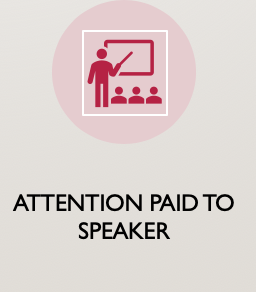 ATTENTION PAID TO
SPEAKER